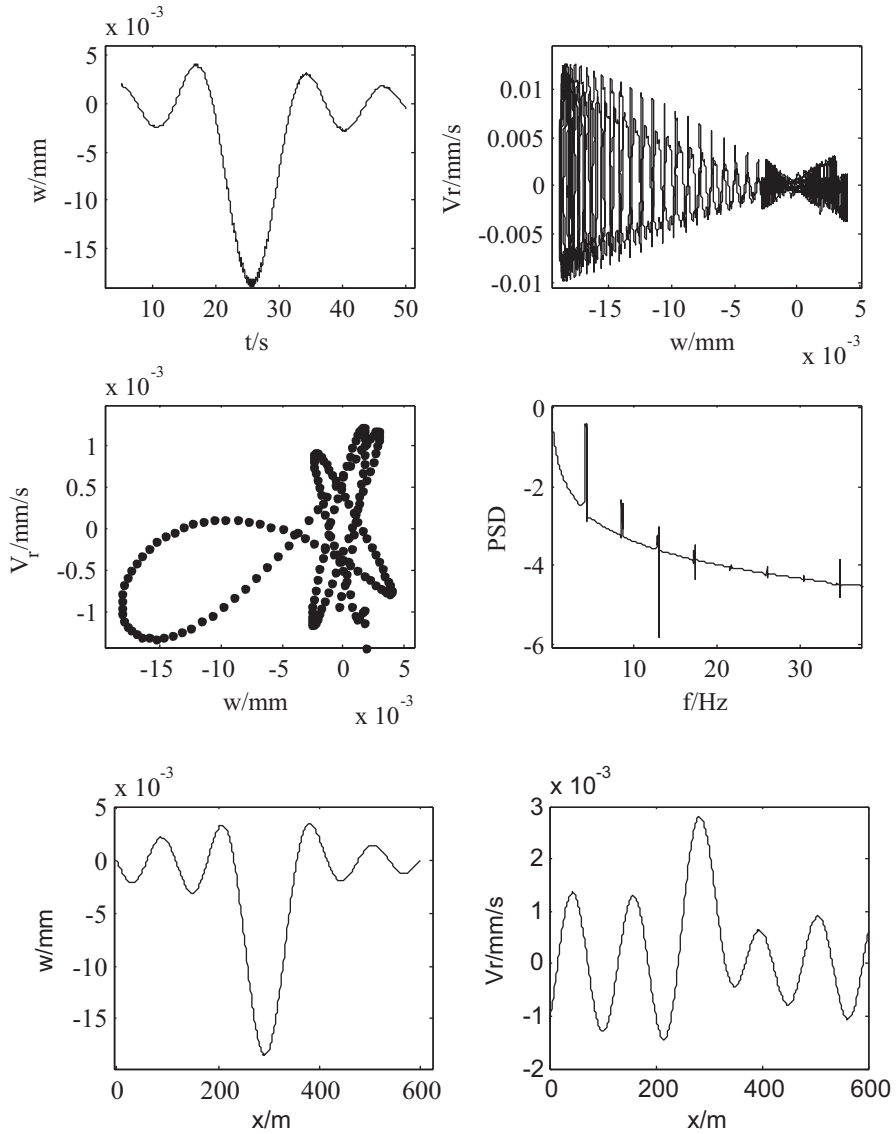 x 10-3
5
0
-5
-10
-15
w/mm
10 20 30 40 50
t/s
0.01
0.005
0
-0.005
-0.01
Vr/mm/s
-15 -10 -5 0 5
w/mm
x 10-3
x 10-3
1
0.5
0
-0.5
-1
Vr/mm/s
-15 -10 -5 0 5
w/mm
x 10-3
0
-2
-4
-6
PSD
10 20 30
f/Hz
x 10-3
5
0
-5
-10
-15
w/mm
0 200 400 600
x/m
x 10-3
3
2
1
0
-1
-2
Vr/mm/s
0 200 400 600
x/m